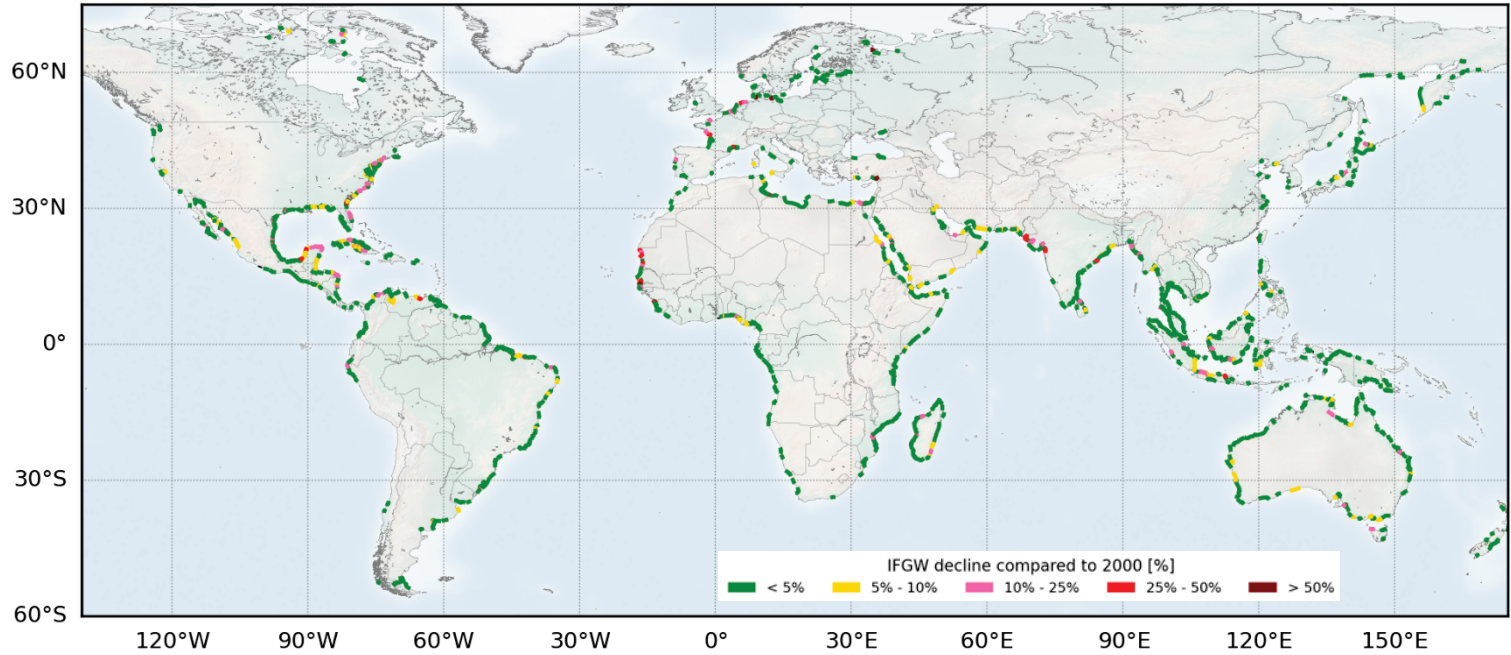 60°N
30°N
0°
30°S
60°S
IFGW decline compared to 2000 [%]
< 5% 5% - 10% 10% - 25% 25% - 50% > 50%
120°W 90°W 60°W 30°W 0° 30°E 60°E 90°E 120°E 150°E